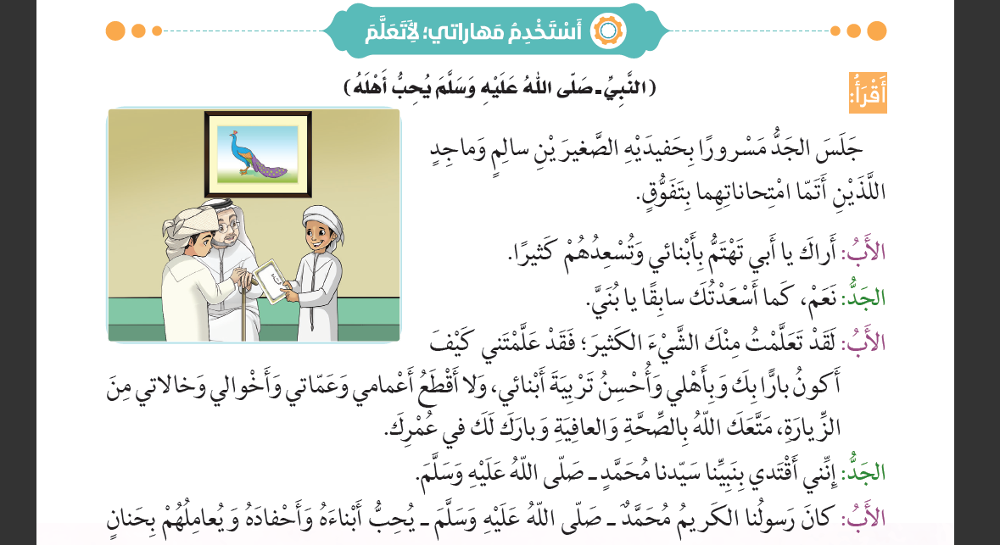 أَسْتَخْدِمُ مَهاراتي؛ لِأَتَعَلَّمَ
أَقْرَأُ:
(النَّبِيِّ ـ صَلّى اللهُ عَلَيْهِ وَسَلَّمَ يُحِبُّ أَهْلَهُ)
جَلَسَ الجَدُّ مَسْرورًا بِحَفيدَيْهِ الصَّغيرَيْنِ سالِمٍ وَماجِدٍ
اللَّذَيْنِ أَتَمّا امْتِحاناتِهِما بِتَفَوُّقٍ.
الأَبُ: أَراكَ يا أَبي تَهْتَمُّ بِأَبْنائي وَتُسْعِدُهُمْ كَثيرًا.
الجَدُّ: نَعَمْ، كَما أَسْعَدْتُكَ سابِقًا يا بُنَيَّ.
الأَبُ: لَقَدْ تَعَلَّمْتُ مِنْكَ الشَّيْءَ الكَثيرَ؛ فَقَدْ عَلَّمْتَني كَيْفَ
أَكونُ بارًّا بِكَ وَبِأَهْلي وَأُحْسِنُ تَرْبِيَةَ أَبْنائي، وَلا أَقْطَعُ أَعْمامي وَعَمّاتي وَأَخْوالي وَخالاتي مِنَ
الزِّيارَةِ، مَتَّعَكَ اللّهُ بِالصِّحَّةِ وَالعافِيَةِ وَبارَكَ لَكَ في عُمْرِكَ.
الجَدُّ: إِنَّني أَقْتَدي بِنَبِيِّنا سَيّدنا مُحَمَّدٍ ـ صَلّى اللّهُ عَلَيْهِ وَسَلَّمَ.
الأَبُ: كانَ رَسولُنا الكَريمُ مُحَمَّدٌ ـ صَلّى اللّهُ عَلَيْهِ وَسَلَّمَ ـ يُحِبُّ أَبْناءَهُ وَأَحْفادَهُ وَيُعامِلُهُمْ بِحَنانٍ